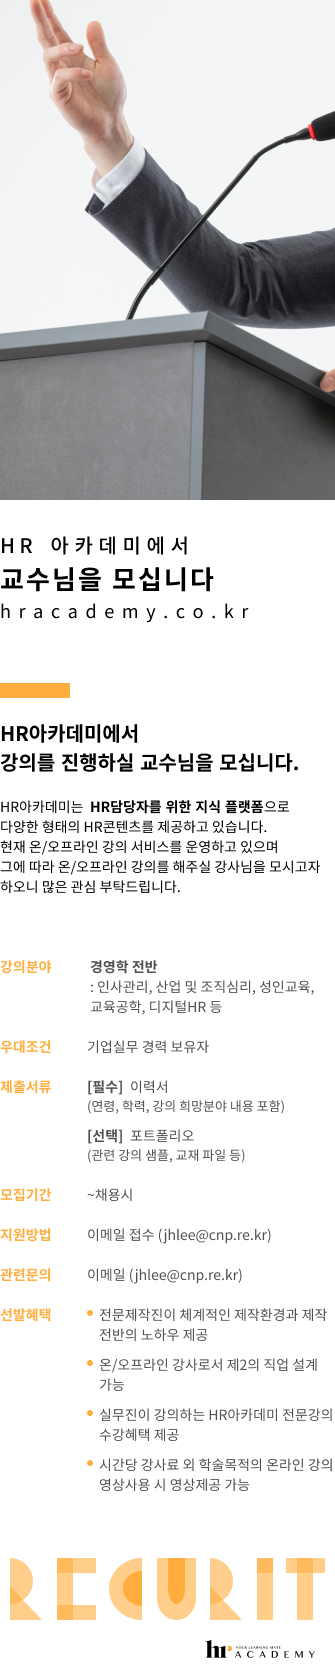 HR 아카데미에서
교수님을 모십니다
hracademy.co.kr
HR아카데미에서
강의를 진행하실 교수님을 모십니다.
HR아카데미는 HR담당자를 위한 지식 플랫폼으로
다양한 형태의 HR콘텐츠를 제공하고 있습니다.
현재 온/오프라인 강의 서비스를 운영하고 있으며
그에 따라 온/오프라인 강의를 해주실 강사님을 모시고자
하오니 많은 관심 부탁드립니다.
강의분야 경영학 전반
: 인사관리, 산업 및 조직심리, 성인교육,
교육공학, 디지털HR 등
우대조건 기업실무 경력 보유자
제출서류 [필수] 이력서
(연령, 학력, 강의 희망분야 내용 포함)
[선택] 포트폴리오
(관련 강의 샘플, 교재 파일 등)
모집기간 ~채용시
지원방법 이메일 접수 (jhlee@cnp.re.kr)
관련문의 이메일 (jhlee@cnp.re.kr)
선발혜택 • 전문제작진이 체계적인 제작환경과 제작
전반의 노하우 제공
• 온/오프라인 강사로서 제2의 직업 설계
가능
• 실무진이 강의하는 HR아카데미 전문강의
수강혜택 제공
• 시간당 강사료 외 학술목적의 온라인 강의
영상사용 시 영상제공 가능
RECURIT
hr YOUR LEARNING MATE
ACADEMY